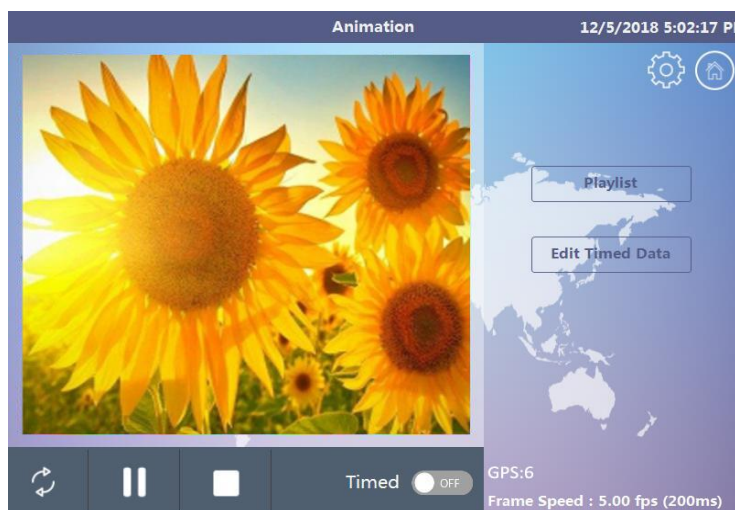 Animation
12/5/2018 5:02:17 P
Playlist
Edit Timed Data
Timed
OFF
GPS:6
Frame Speed : 5.00 fps (200ms)